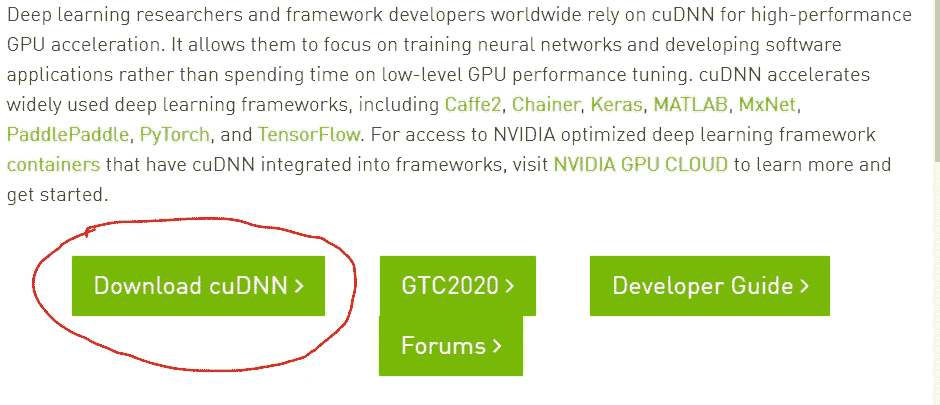 Deep learning researchers and framework developers worldwide rely on cuDNN for high-performance
GPU acceleration. It allows them to focus on training neural networks and developing software
applications rather than spending time on low-level GPU performance tuning. cuDNN accelerates
widely used deep learning frameworks, including Caffe2, Chainer, Keras, MATLAB, MxNet,
PaddlePaddle, PyTorch, and TensorFlow. For access to NVIDIA optimized deep learning framework
containers that have cuDNN integrated into frameworks, visit NVIDIA GPU CLOUD to learn more and
get started.
Download cuDNN >
GTC2020 >
Developer Guide >
Forums >